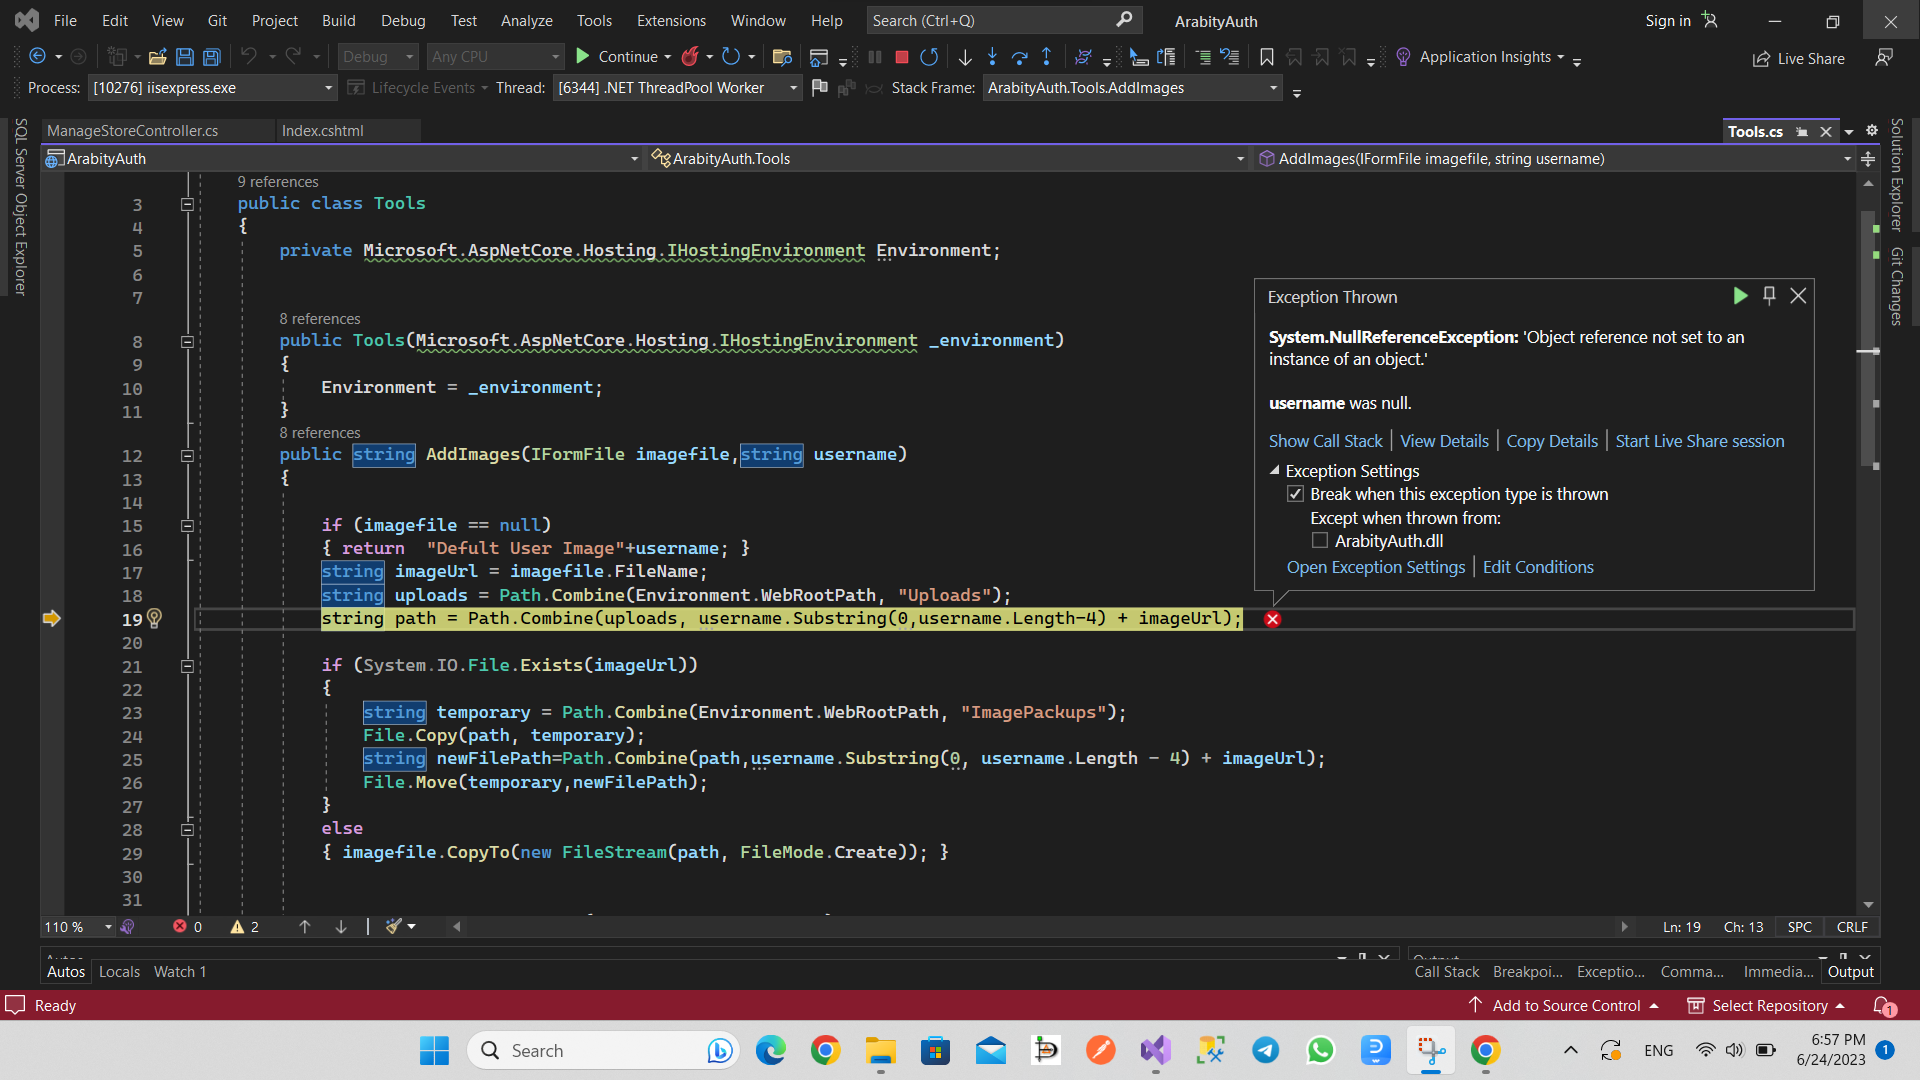 File Edit View Git Project Build Debug Test Analyze Tools Extensions Window Help Search (Ctrl+Q) ArabityAuth Sign in
Debug Any CPU Continue Application Insights Live Share
Process: [10276] iisexpress.exe Lifecycle Events Thread: [6344] .NET ThreadPool Worker Stack Frame: ArabityAuth.Tools.AddImages
SQL Server Object Explorer
ManageStoreController.cs Index.cshtml Tools.cs
ArabityAuth ArabityAuth.Tools AddImages(IFormFile imagefile, string username)
Solution Explorer
Git Changes
9 references
3 public class Tools
4 {
5 private Microsoft.AspNetCore.Hosting.IHostingEnvironment Environment;
6
7
8 references
8 public Tools(Microsoft.AspNetCore.Hosting.IHostingEnvironment _environment)
9 {
10 Environment = _environment;
11 }
8 references
12 public string AddImages(IFormFile imagefile,string username)
13 {
14
15 if (imagefile == null)
16 { return "Defult User Image"+username; }
17 string imageUrl = imagefile.FileName;
18 string uploads = Path.Combine(Environment.WebRootPath, "Uploads");
19 string path = Path.Combine(uploads, username.Substring(0,username.Length-4) + imageUrl);
20
21 if (System.IO.File.Exists(imageUrl))
22 {
23 string temporary = Path.Combine(Environment.WebRootPath, "ImagePackups");
24 File.Copy(path, temporary);
25 string newFilePath=Path.Combine(path,username.Substring(0, username.Length - 4) + imageUrl);
26 File.Move(temporary,newFilePath);
27 }
28 else
29 { imagefile.CopyTo(new FileStream(path, FileMode.Create)); }
30
31
Exception Thrown
System.NullReferenceException: 'Object reference not set to an
instance of an object.'
username was null.
Show Call Stack View Details Copy Details Start Live Share session
Exception Settings
Break when this exception type is thrown
Except when thrown from:
ArabityAuth.dll
Open Exception Settings Edit Conditions
110 % 0 2 Ln: 19 Ch: 13 SPC CRLF
Autos Output
Autos Locals Watch 1 Call Stack Breakpoi... Exceptio... Comma... Immedia... Output
Ready Add to Source Control Select Repository 1
Search ENG 6:57 PM
6/24/2023 1